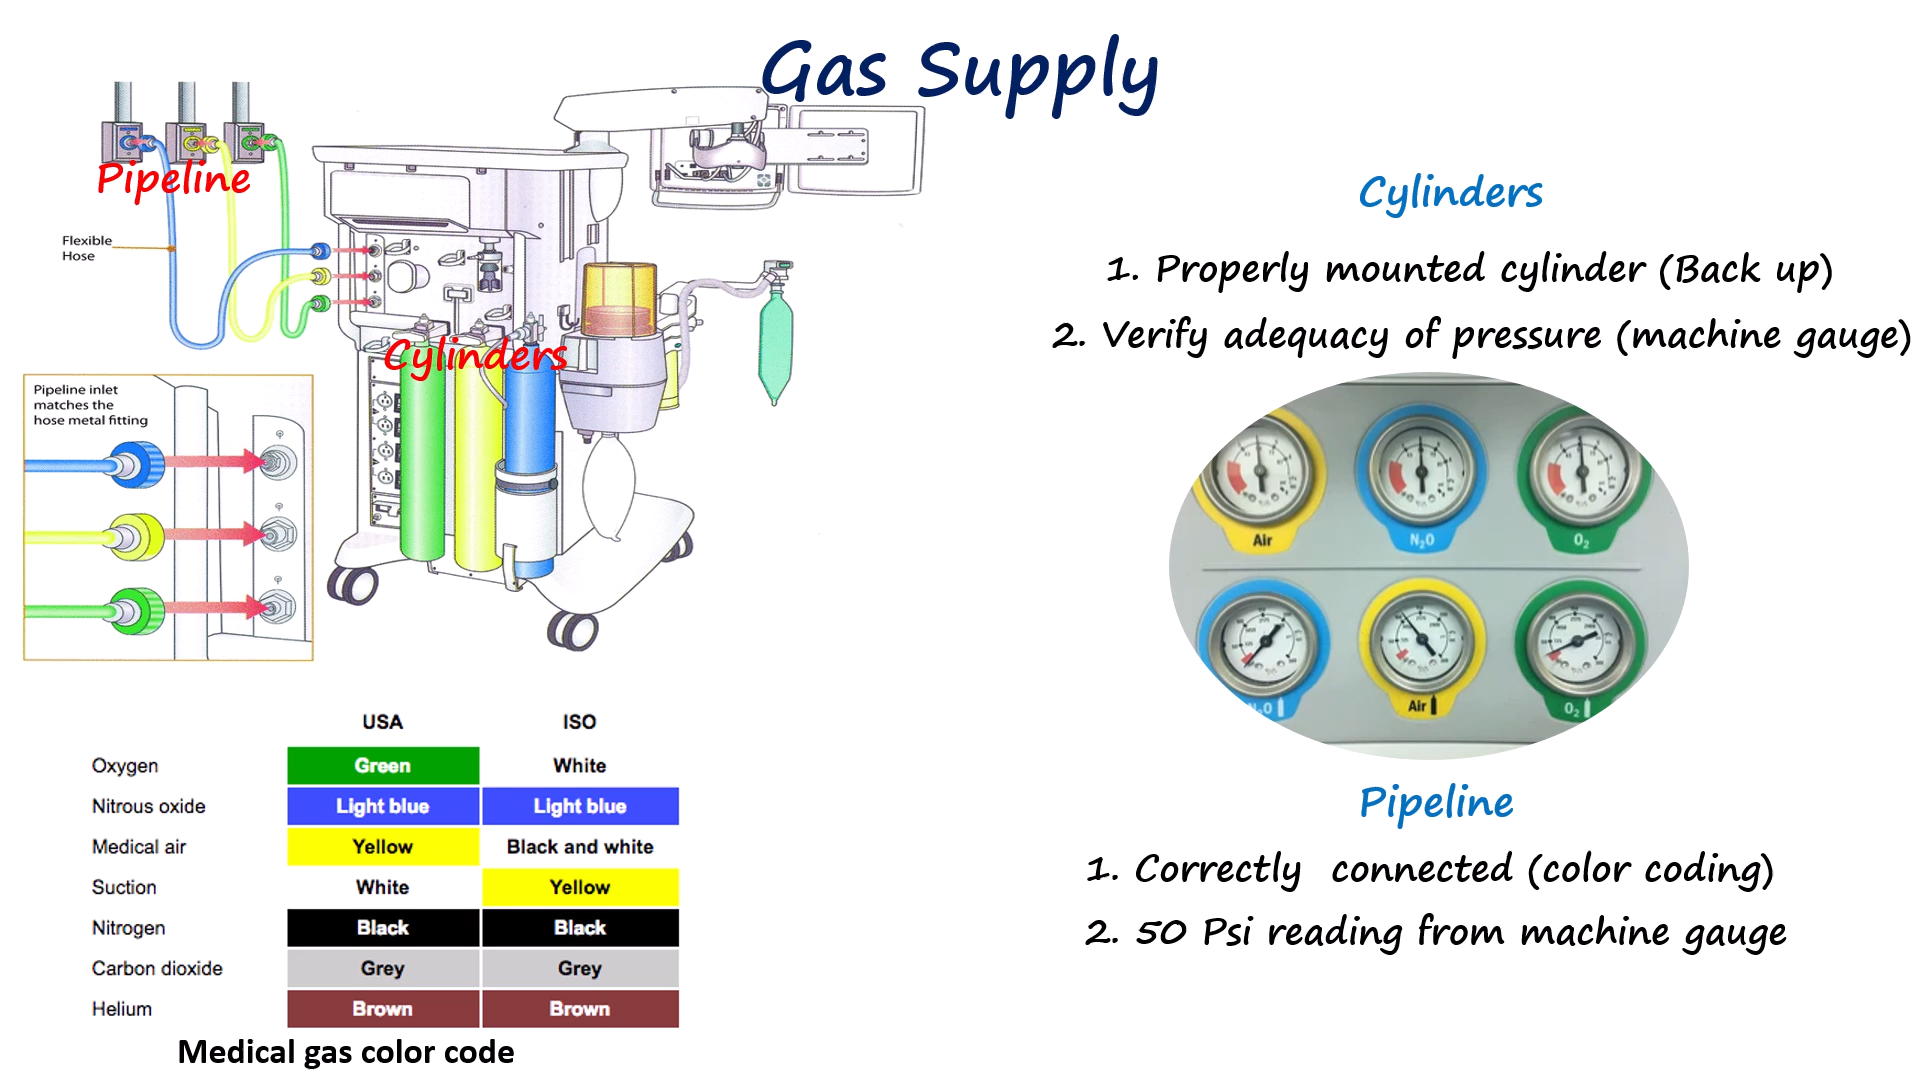 Gas Supply
Pipeline
Flexible
Hose
Cylinders
Pipeline inlet
matches the
hose metal fitting
USA ISO
Oxygen Green White
Nitrous oxide Light blue Light blue
Medical air Yellow Black and white
Suction White Yellow
Nitrogen Black Black
Carbon dioxide Grey Grey
Helium Brown Brown
Medical gas color code
Cylinders
1. Properly mounted cylinder (Back up)
2. Verify adequacy of pressure (machine gauge)
Air N₂O O₂
N₂O Air O₂
Pipeline
1. Correctly connected (color coding)
2. 50 Psi reading from machine gauge